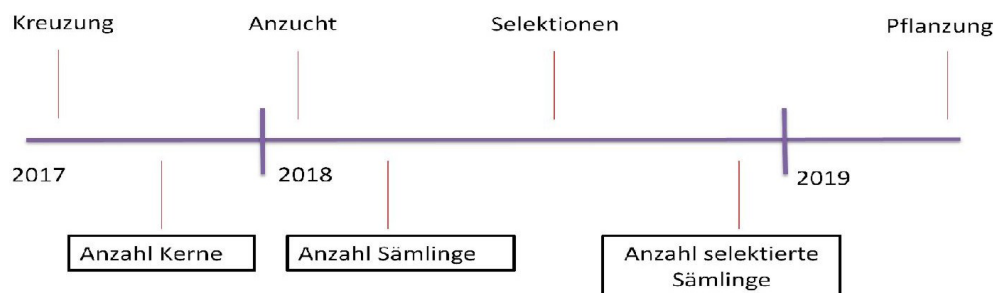 Kreuzung Anzucht Selektionen Pflanzung
2017 2018 2019
Anzahl Kerne Anzahl Sämlinge Anzahl selektierte
Sämlinge